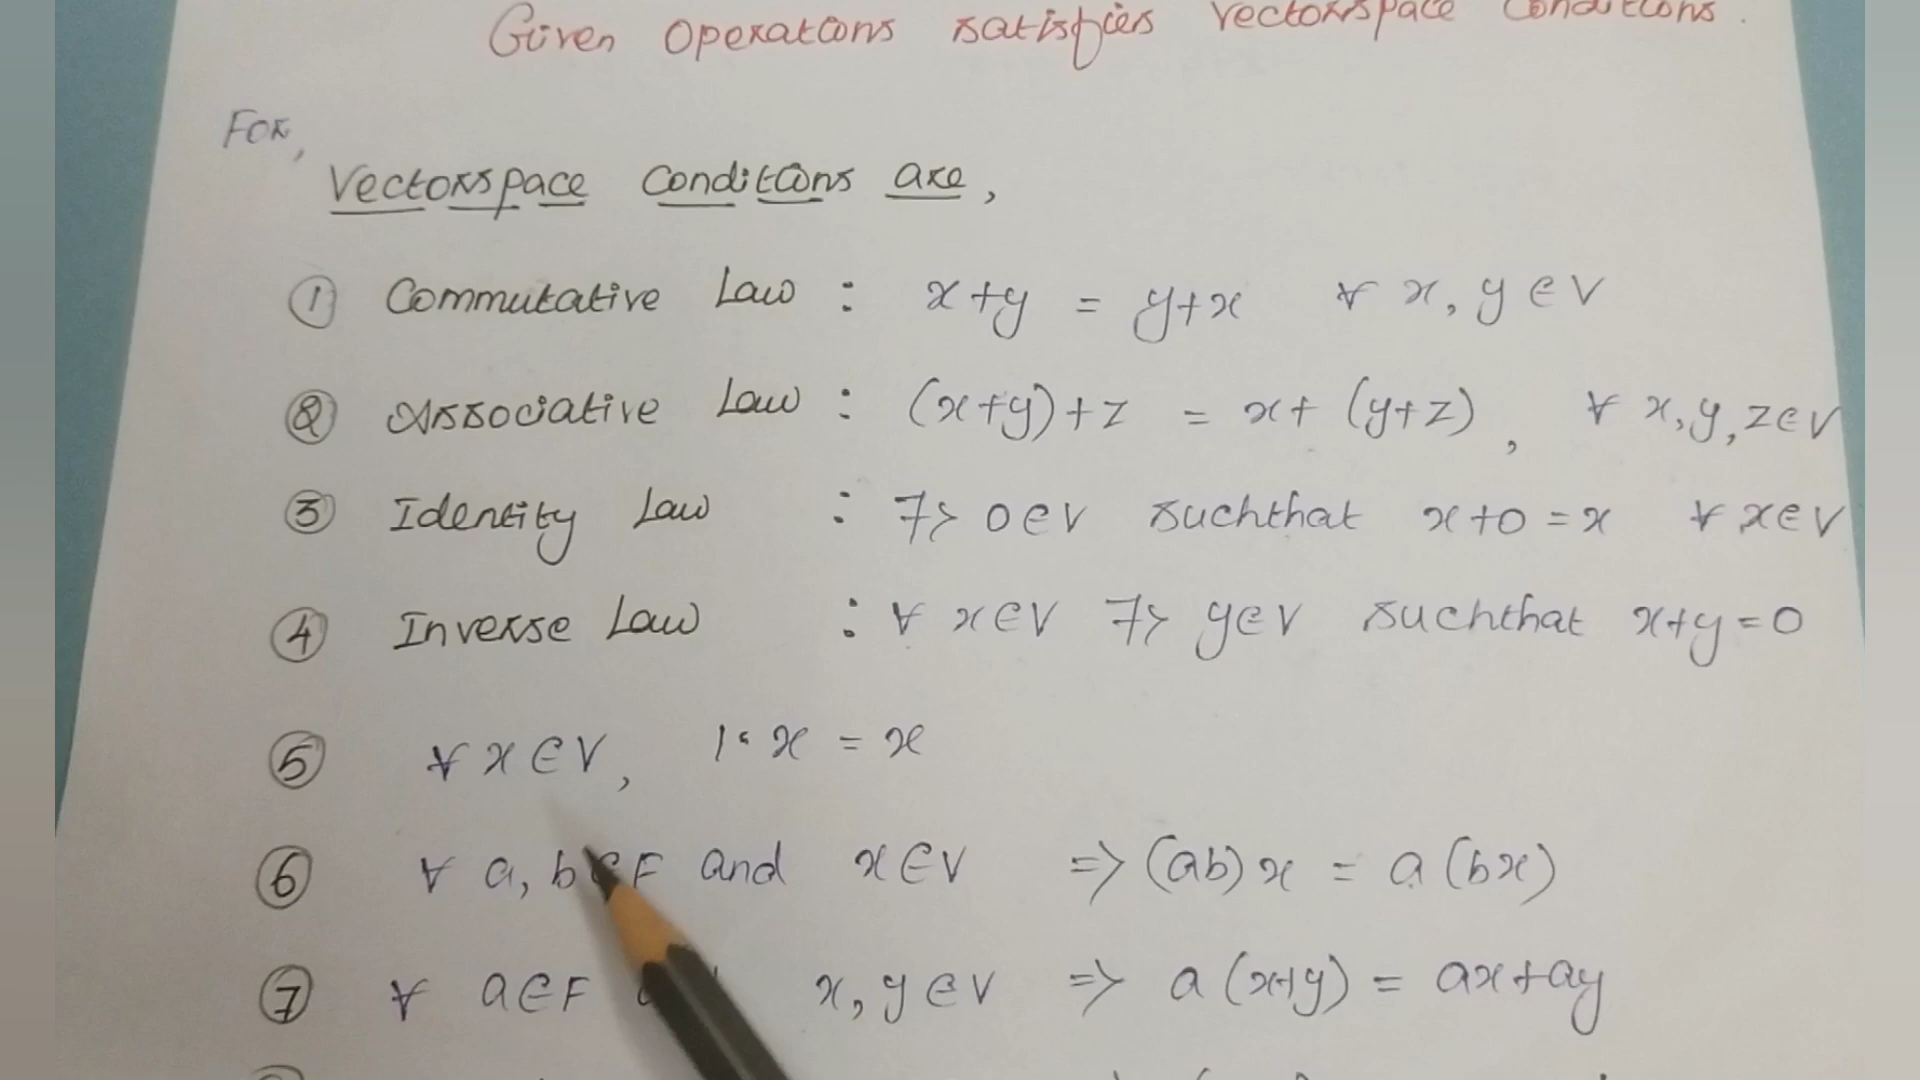 Given Operations satisfies Vectorspace Conditions.
For,
Vectorspace Conditions are,
① Commutative Law : x+y = y+x ∀ x, y ∈ V
② Associative Law : (x+y)+z = x+(y+z), ∀ x, y, z ∈ V
③ Identity Law : ∃ 0 ∈ V suchthat x+0 = x ∀ x ∈ V
④ Inverse Law : ∀ x ∈ V ∃ y ∈ V suchthat x+y = 0
⑤ ∀ x ∈ V, 1·x = x
⑥ ∀ a, b ∈ F and x ∈ V => (ab)x = a(bx)
⑦ ∀ a ∈ F x, y ∈ V => a(x+y) = ax+ay